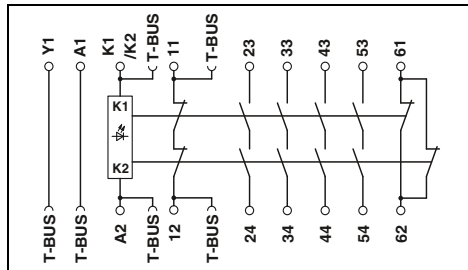 Y1
A1
K1
/K2
T-BUS
11
T-BUS
23
33
43
53
61
K1
K2
T-BUS
T-BUS
A2
T-BUS
12
T-BUS
24
34
44
54
62